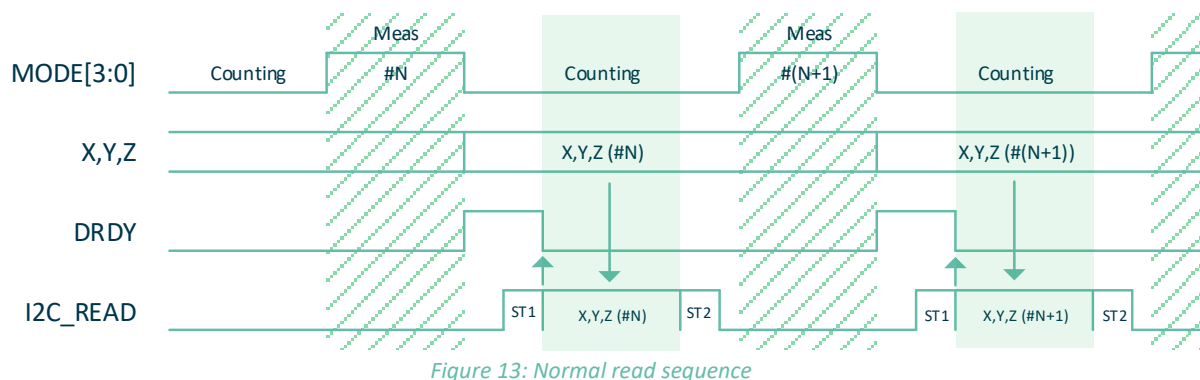 Meas Meas
MODE[3:0] Counting #N Counting #(N+1) Counting
X,Y,Z X,Y,Z (#N) X,Y,Z (#(N+1))
DRDY
I2C_READ ST1 X,Y,Z (#N) ST2 ST1 X,Y,Z (#N+1) ST2
Figure 13: Normal read sequence